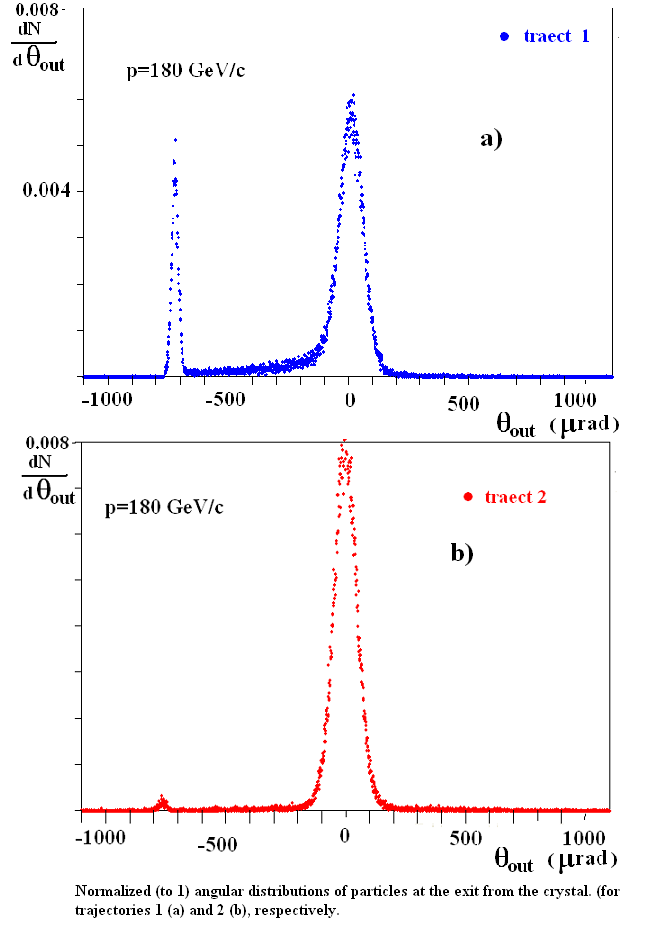 0.008
dN
d θout
traect 1
p=180 GeV/c
a)
0.004
-1000 -500 0 500 1000
θout (μrad)
0.008
dN
d θout
traect 2
p=180 GeV/c
b)
-1000 -500 0 500 1000
θout (μrad)
Normalized (to 1) angular distributions of particles at the exit from the crystal. (for
trajectories 1 (a) and 2 (b), respectively.